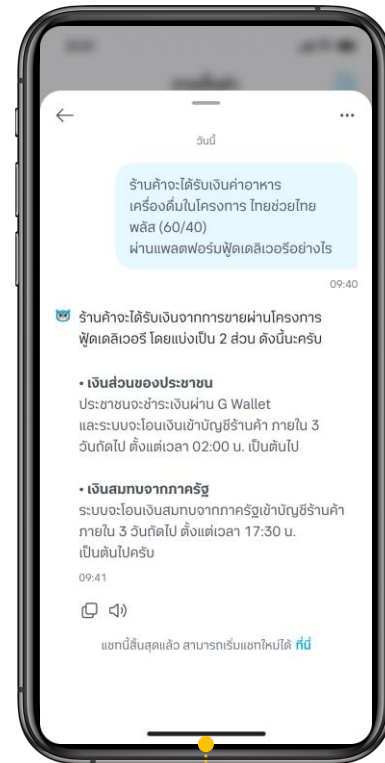 วันนี้
ร้านค้าจะได้รับเงินค่าอาหาร
เครื่องดื่มในโครงการ ไทยช่วยไทย
พลัส (60/40)
ผ่านแพลตฟอร์มฟู้ดเดลิเวอรีอย่างไร
09:40
ร้านค้าจะได้รับเงินจากการขายผ่านโครงการ
ฟู้ดเดลิเวอรี โดยแบ่งเป็น 2 ส่วน ดังนี้นะครับ
• เงินส่วนของประชาชน
ประชาชนจะชำระเงินผ่าน G Wallet
และระบบจะโอนเงินเข้าบัญชีร้านค้า ภายใน 3
วันถัดไป ตั้งแต่เวลา 02:00 น. เป็นต้นไป
• เงินสมทบจากภาครัฐ
ระบบจะโอนเงินสมทบจากภาครัฐเข้าบัญชีร้านค้า
ภายใน 3 วันถัดไป ตั้งแต่เวลา 17:30 น.
เป็นต้นไปครับ
09:41
แชทนี้สิ้นสุดแล้ว สามารถเริ่มแชทใหม่ได้ ที่นี่